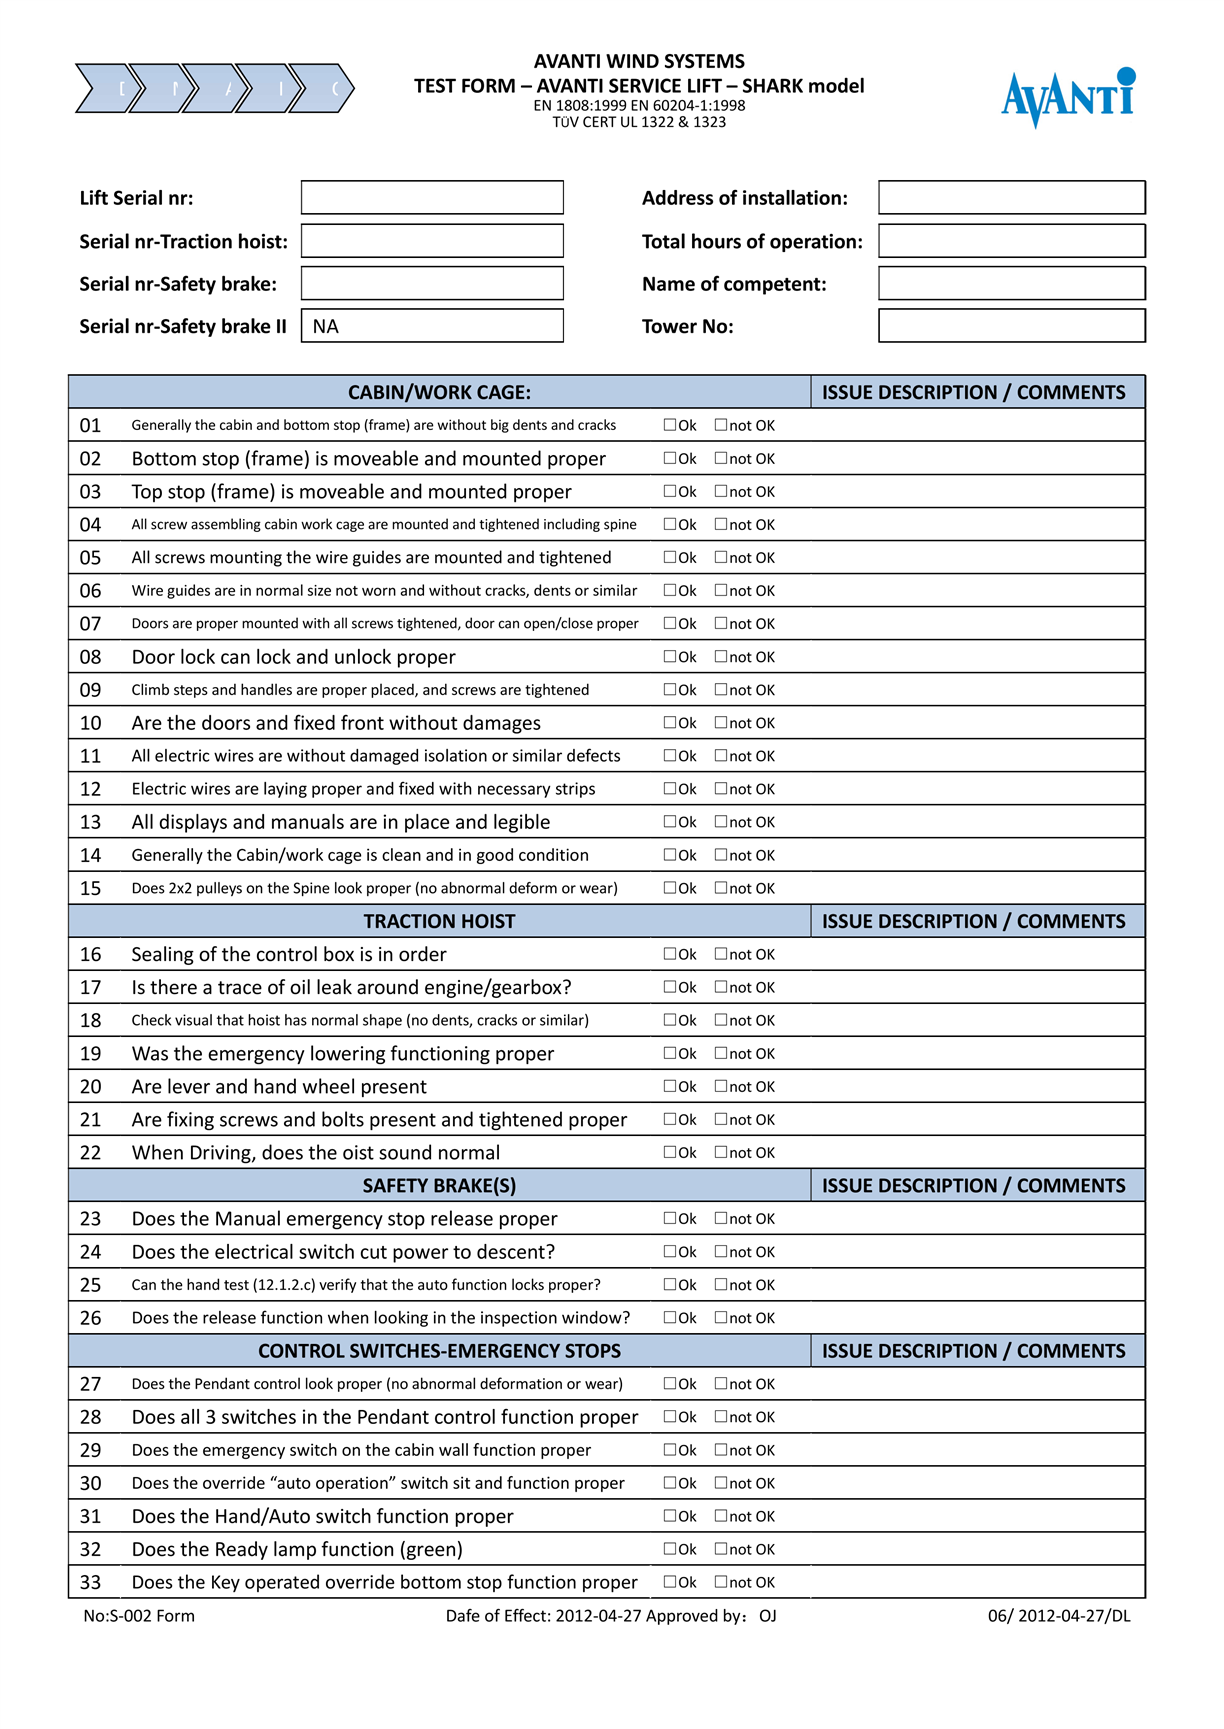 D M A I C
AVANTI WIND SYSTEMS
TEST FORM – AVANTI SERVICE LIFT – SHARK model
EN 1808:1999 EN 60204-1:1998
TÜV CERT UL 1322 & 1323
AVANTi
Lift Serial nr:
Address of installation:
Serial nr-Traction hoist:
Total hours of operation:
Serial nr-Safety brake:
Name of competent:
Serial nr-Safety brake II NA
Tower No:
CABIN/WORK CAGE: ISSUE DESCRIPTION / COMMENTS
01 Generally the cabin and bottom stop (frame) are without big dents and cracks ☐Ok ☐not OK
02 Bottom stop (frame) is moveable and mounted proper ☐Ok ☐not OK
03 Top stop (frame) is moveable and mounted proper ☐Ok ☐not OK
04 All screw assembling cabin work cage are mounted and tightened including spine ☐Ok ☐not OK
05 All screws mounting the wire guides are mounted and tightened ☐Ok ☐not OK
06 Wire guides are in normal size not worn and without cracks, dents or similar ☐Ok ☐not OK
07 Doors are proper mounted with all screws tightened, door can open/close proper ☐Ok ☐not OK
08 Door lock can lock and unlock proper ☐Ok ☐not OK
09 Climb steps and handles are proper placed, and screws are tightened ☐Ok ☐not OK
10 Are the doors and fixed front without damages ☐Ok ☐not OK
11 All electric wires are without damaged isolation or similar defects ☐Ok ☐not OK
12 Electric wires are laying proper and fixed with necessary strips ☐Ok ☐not OK
13 All displays and manuals are in place and legible ☐Ok ☐not OK
14 Generally the Cabin/work cage is clean and in good condition ☐Ok ☐not OK
15 Does 2x2 pulleys on the Spine look proper (no abnormal deform or wear) ☐Ok ☐not OK
TRACTION HOIST ISSUE DESCRIPTION / COMMENTS
16 Sealing of the control box is in order ☐Ok ☐not OK
17 Is there a trace of oil leak around engine/gearbox? ☐Ok ☐not OK
18 Check visual that hoist has normal shape (no dents, cracks or similar) ☐Ok ☐not OK
19 Was the emergency lowering functioning proper ☐Ok ☐not OK
20 Are lever and hand wheel present ☐Ok ☐not OK
21 Are fixing screws and bolts present and tightened proper ☐Ok ☐not OK
22 When Driving, does the oist sound normal ☐Ok ☐not OK
SAFETY BRAKE(S) ISSUE DESCRIPTION / COMMENTS
23 Does the Manual emergency stop release proper ☐Ok ☐not OK
24 Does the electrical switch cut power to descent? ☐Ok ☐not OK
25 Can the hand test (12.1.2.c) verify that the auto function locks proper? ☐Ok ☐not OK
26 Does the release function when looking in the inspection window? ☐Ok ☐not OK
CONTROL SWITCHES-EMERGENCY STOPS ISSUE DESCRIPTION / COMMENTS
27 Does the Pendant control look proper (no abnormal deformation or wear) ☐Ok ☐not OK
28 Does all 3 switches in the Pendant control function proper ☐Ok ☐not OK
29 Does the emergency switch on the cabin wall function proper ☐Ok ☐not OK
30 Does the override “auto operation” switch sit and function proper ☐Ok ☐not OK
31 Does the Hand/Auto switch function proper ☐Ok ☐not OK
32 Does the Ready lamp function (green) ☐Ok ☐not OK
33 Does the Key operated override bottom stop function proper ☐Ok ☐not OK
No:S-002 Form Dafe of Effect: 2012-04-27 Approved by：OJ 06/ 2012-04-27/DL